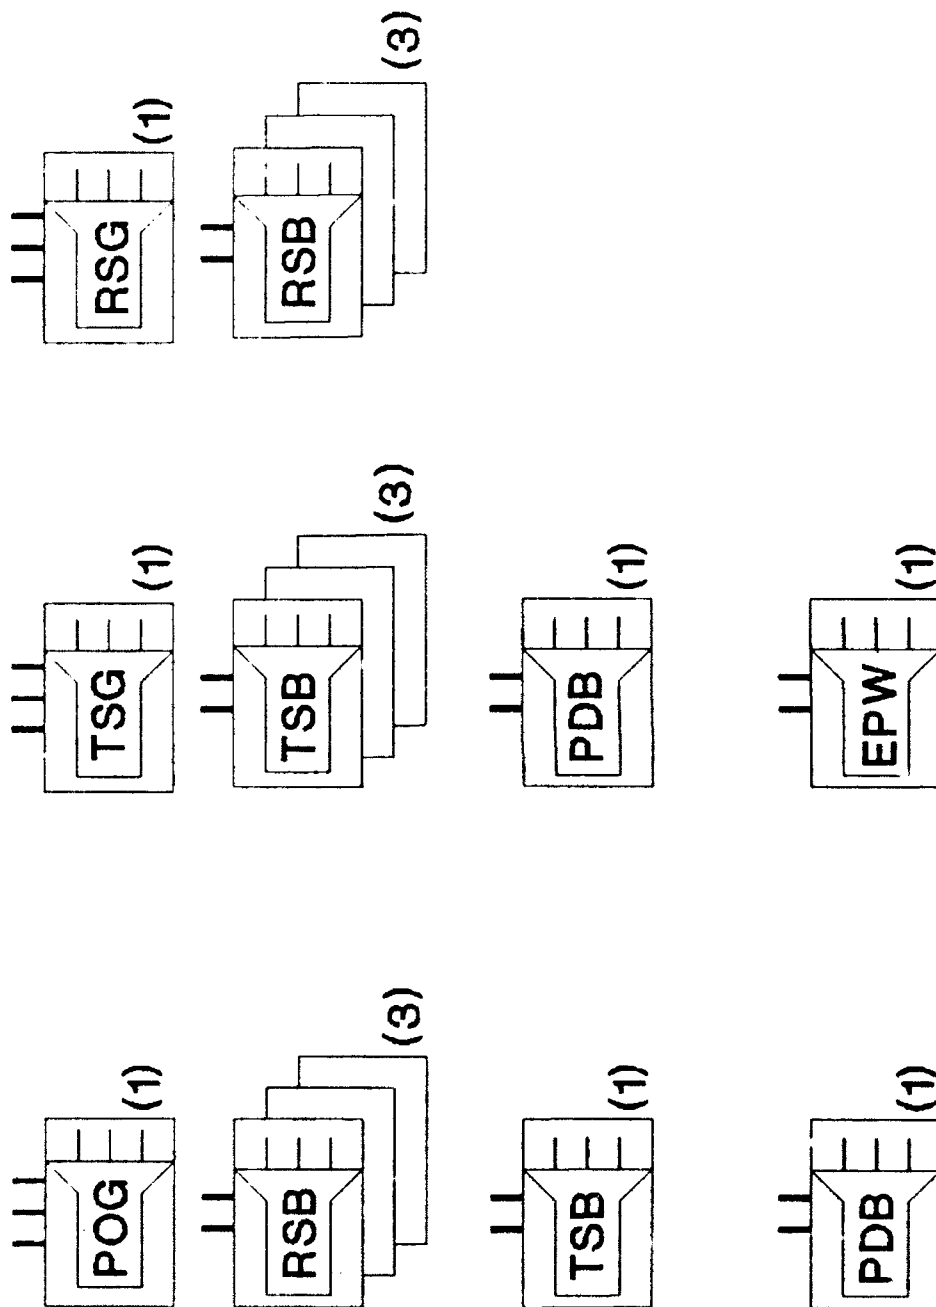 POG
(1)
TSG
(1)
RSG
(1)
RSB
(3)
TSB
(3)
RSB
(3)
TSB
(1)
PDB
(1)
PDB
(1)
EPW
(1)